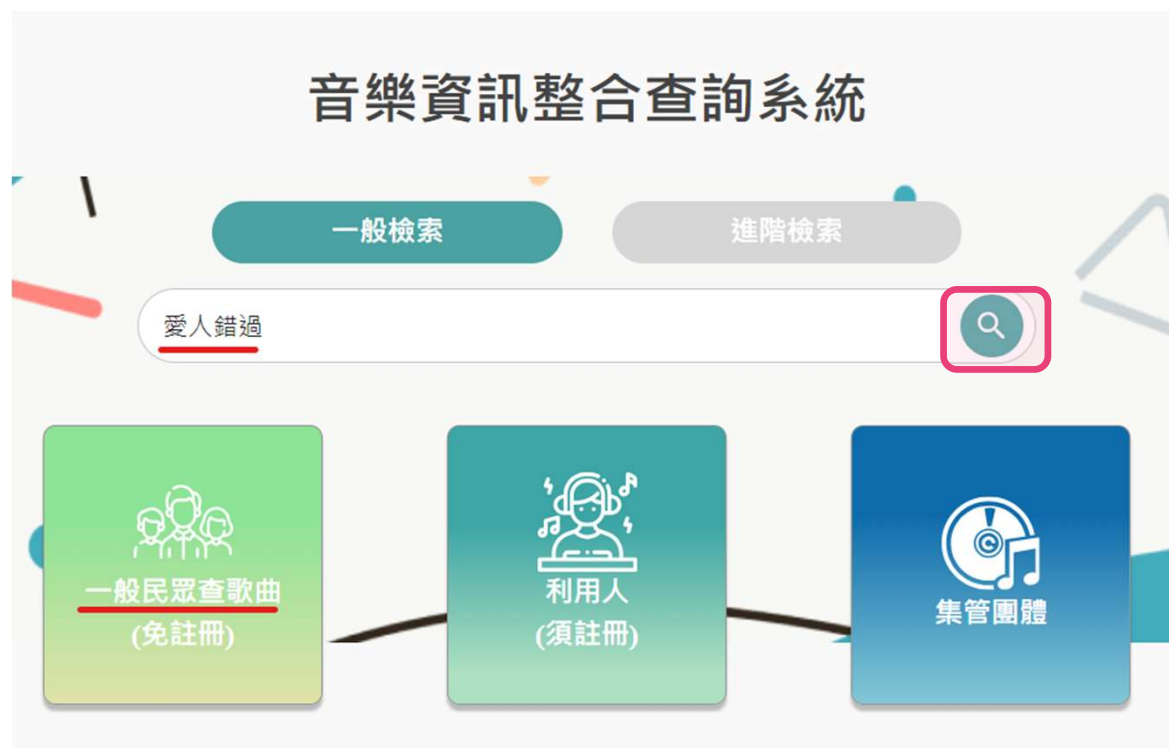 音樂資訊整合查詢系統
一般檢索
進階檢索
愛人錯過
一般民眾查歌曲
(免註冊)
利用人
(須註冊)
集管團體